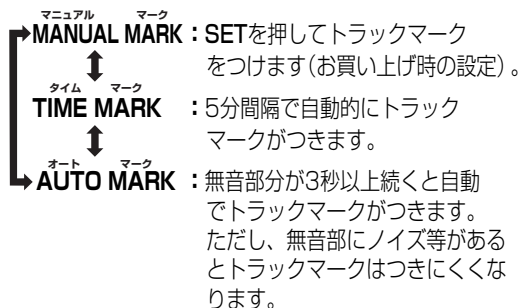 マニュアル マーク
MANUAL MARK：SETを押してトラックマーク
をつけます（お買い上げ時の設定）。
タイム マーク
TIME MARK ：5分間隔で自動的にトラック
マークがつきます。
オート マーク
AUTO MARK ：無音部分が3秒以上続くと自動
でトラックマークがつきます。
ただし、無音部にノイズ等がある
とトラックマークはつきにくくな
ります。